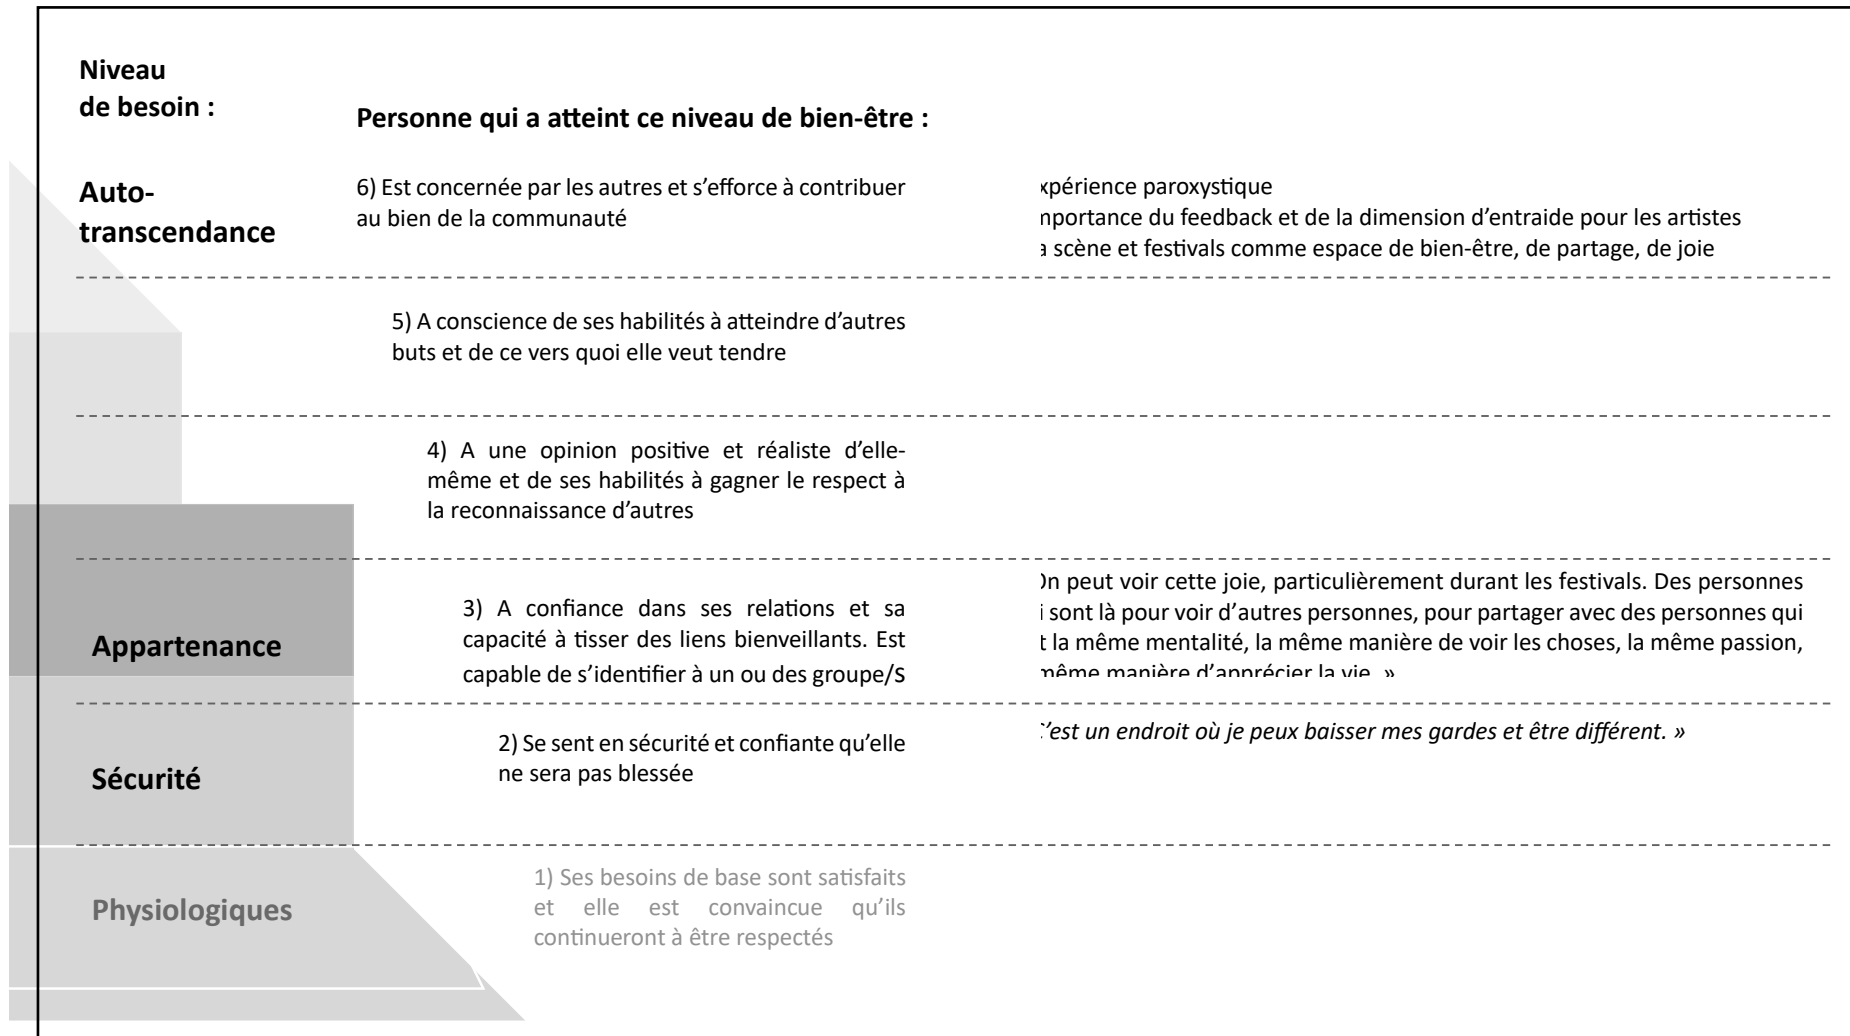 Niveau
de besoin :
Personne qui a atteint ce niveau de bien-être :
Auto-
transcendance
6) Est concernée par les autres et s’efforce à contribuer
au bien de la communauté
xpérience paroxystique
mportance du feedback et de la dimension d’entraide pour les artistes
a scène et festivals comme espace de bien-être, de partage, de joie
5) A conscience de ses habilités à atteindre d’autres
buts et de ce vers quoi elle veut tendre
4) A une opinion positive et réaliste d’elle-
même et de ses habilités à gagner le respect à
la reconnaissance d’autres
Appartenance
3) A confiance dans ses relations et sa
capacité à tisser des liens bienveillants. Est
capable de s’identifier à un ou des groupe/s
On peut voir cette joie, particulièrement durant les festivals. Des personnes
i sont là pour voir d’autres personnes, pour partager avec des personnes qui
t la même mentalité, la même manière de voir les choses, la même passion,
même manière d’apprécier la vie. »
Sécurité
2) Se sent en sécurité et confiante qu’elle
ne sera pas blessée
C’est un endroit où je peux baisser mes gardes et être différent. »
Physiologiques
1) Ses besoins de base sont satisfaits
et elle est convaincue qu’ils
continueront à être respectés